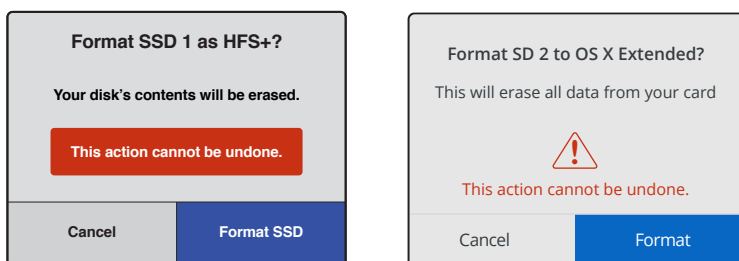 Format SSD 1 as HFS+?
Your disk's contents will be erased.
This action cannot be undone.
Cancel
Format SSD
Format SD 2 to OS X Extended?
This will erase all data from your card
This action cannot be undone.
Cancel
Format